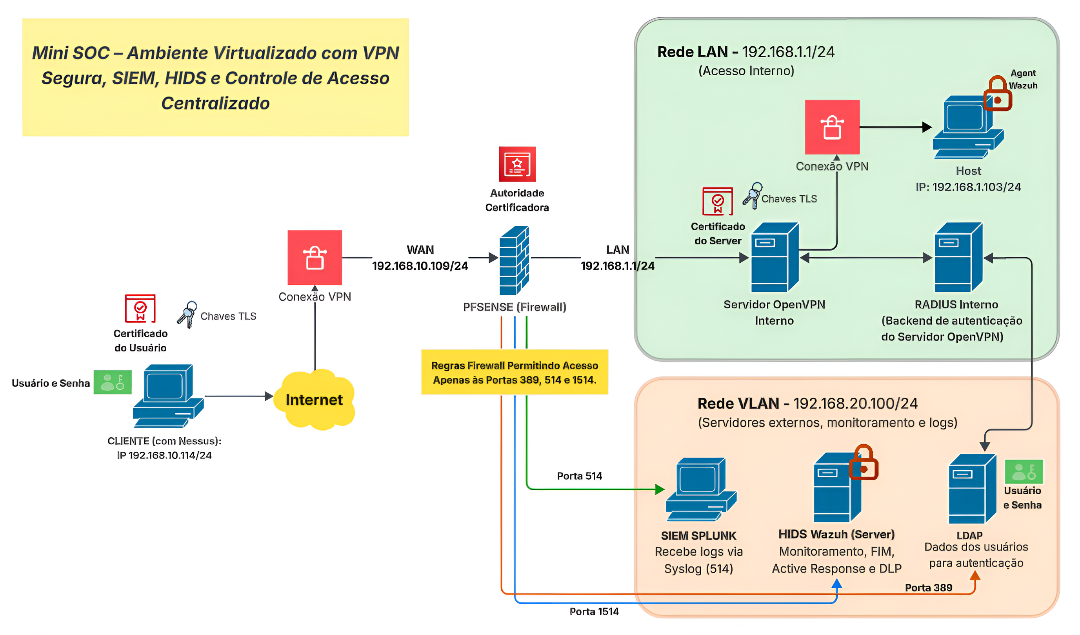 Mini SOC – Ambiente Virtualizado com VPN
Segura, SIEM, HIDS e Controle de Acesso
Centralizado
Rede LAN - 192.168.1.1/24
(Acesso Interno)
Agent
Wazuh
Conexão VPN
Host
IP: 192.168.1.103/24
Autoridade
Certificadora
Certificado
do Server
Chaves TLS
WAN
192.168.10.109/24
LAN
192.168.1.1/24
Conexão VPN
PFSENSE (Firewall)
Servidor OpenVPN
Interno
RADIUS Interno
(Backend de autenticação
do Servidor OpenVPN)
Certificado
do Usuário
Chaves TLS
Regras Firewall Permitindo Acesso
Apenas às Portas 389, 514 e 1514.
Usuário e Senha
Internet
CLIENTE (com Nessus):
IP 192.168.10.114/24
Rede VLAN - 192.168.20.100/24
(Servidores externos, monitoramento e logs)
Porta 514
Usuário
e Senha
SIEM SPLUNK
Recebe logs via
Syslog (514)
HIDS Wazuh (Server)
Monitoramento, FIM,
Active Response e DLP
LDAP
Dados dos usuários
para autenticação
Porta 389
Porta 1514